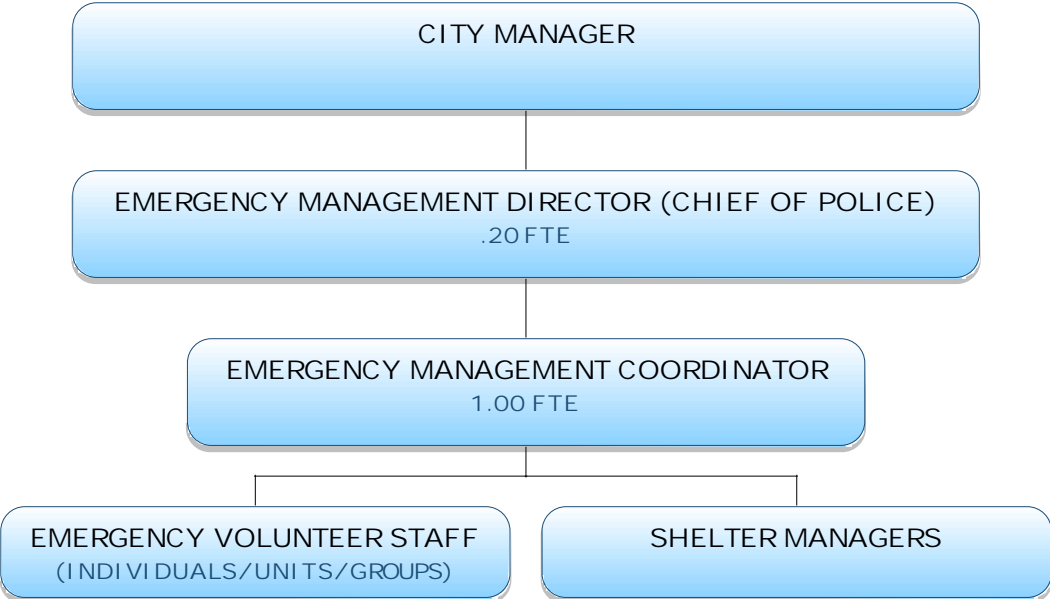 CITY MANAGER
EMERGENCY MANAGEMENT DIRECTOR (CHIEF OF POLICE)
.20 FTE
EMERGENCY MANAGEMENT COORDINATOR
1.00 FTE
EMERGENCY VOLUNTEER STAFF
(INDIVIDUALS/UNITS/GROUPS)
SHELTER MANAGERS